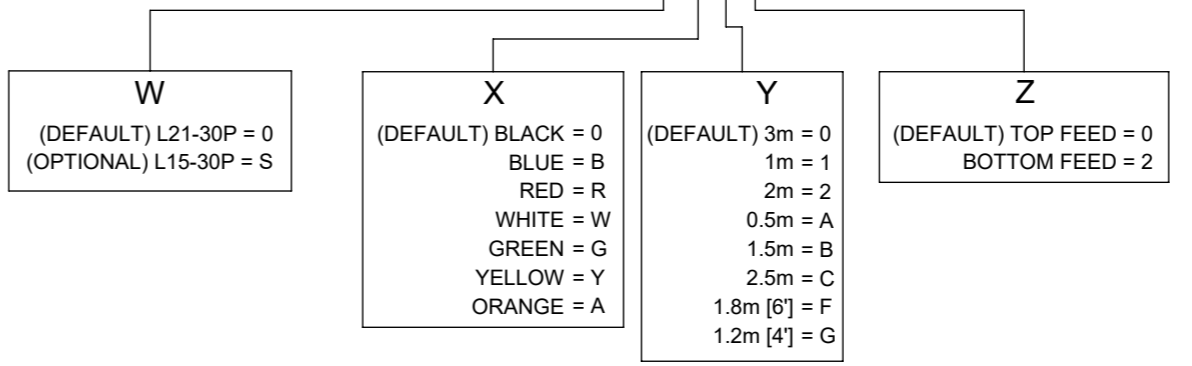 W
(DEFAULT) L21-30P = 0
(OPTIONAL) L15-30P = S
X
(DEFAULT) BLACK = 0
BLUE = B
RED = R
WHITE = W
GREEN = G
YELLOW = Y
ORANGE = A
Y
(DEFAULT) 3m = 0
1m = 1
2m = 2
0.5m = A
1.5m = B
2.5m = C
1.8m [6'] = F
1.2m [4'] = G
Z
(DEFAULT) TOP FEED = 0
BOTTOM FEED = 2